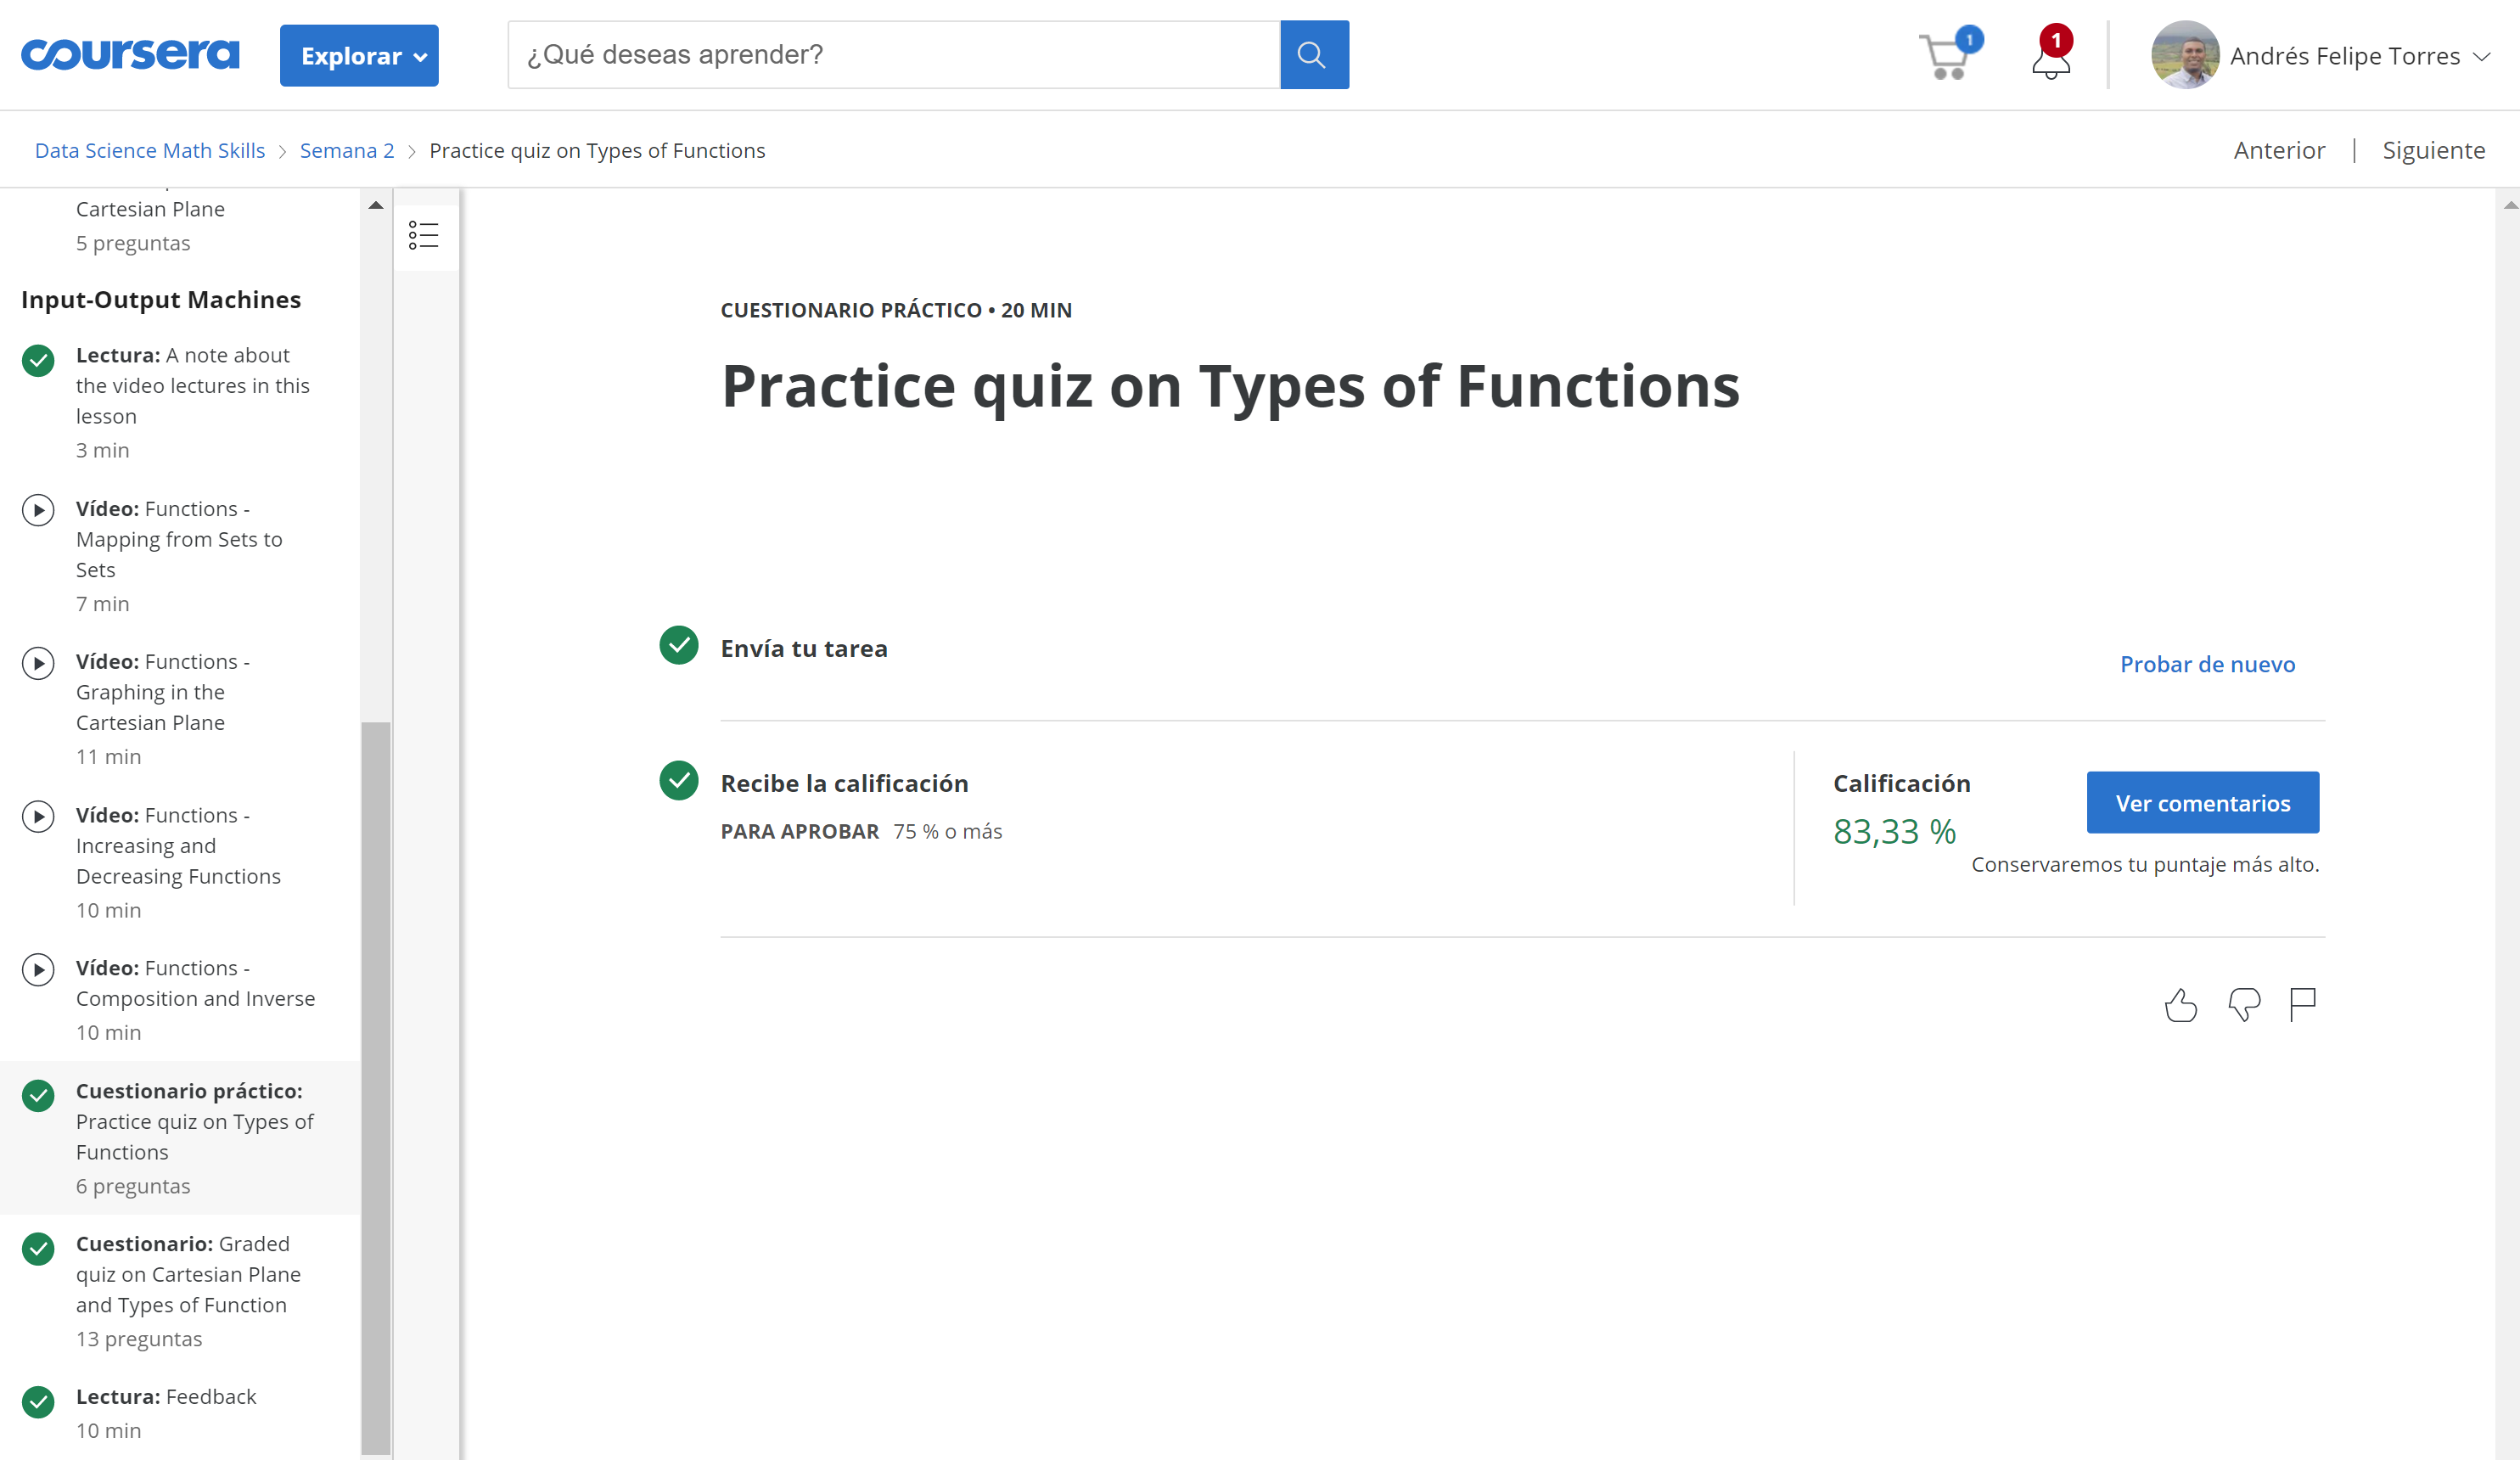 coursera
Explorar
¿Qué deseas aprender?
1
1
Andrés Felipe Torres
Data Science Math Skills
Semana 2
Practice quiz on Types of Functions
Anterior
Siguiente
Cartesian Plane
5 preguntas
Input-Output Machines
Lectura: A note about
the video lectures in this
lesson
3 min
Vídeo: Functions -
Mapping from Sets to
Sets
7 min
Vídeo: Functions -
Graphing in the
Cartesian Plane
11 min
Vídeo: Functions -
Increasing and
Decreasing Functions
10 min
Vídeo: Functions -
Composition and Inverse
10 min
Cuestionario práctico:
Practice quiz on Types of
Functions
6 preguntas
Cuestionario: Graded
quiz on Cartesian Plane
and Types of Function
13 preguntas
Lectura: Feedback
10 min
CUESTIONARIO PRÁCTICO • 20 MIN
Practice quiz on Types of Functions
Envía tu tarea
Probar de nuevo
Recibe la calificación
PARA APROBAR 75 % o más
Calificación
83,33 %
Ver comentarios
Conservaremos tu puntaje más alto.